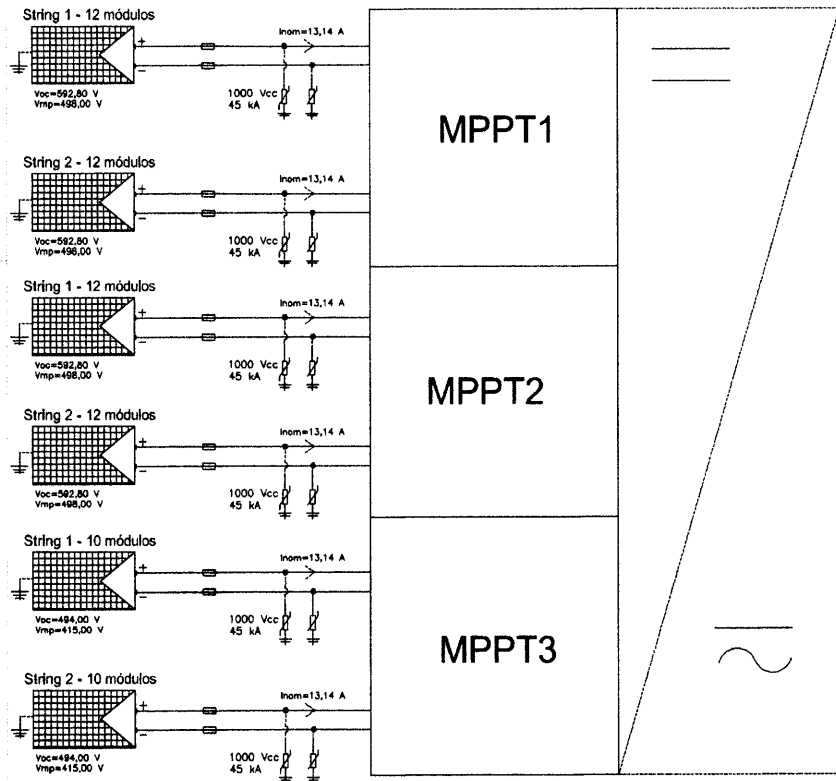 String 1 - 12 módulos
+
Inom=13,14 A
−
Voc=592,80 V
Vmp=498,00 V
1000 Vcc
45 kA
MPPT1
String 2 - 12 módulos
+
Inom=13,14 A
−
Voc=592,80 V
Vmp=498,00 V
1000 Vcc
45 kA
String 1 - 12 módulos
+
Inom=13,14 A
−
Voc=592,80 V
Vmp=498,00 V
1000 Vcc
45 kA
MPPT2
String 2 - 12 módulos
+
Inom=13,14 A
−
Voc=592,80 V
Vmp=498,00 V
1000 Vcc
45 kA
String 1 - 10 módulos
+
Inom=13,14 A
−
Voc=494,00 V
Vmp=415,00 V
1000 Vcc
45 kA
MPPT3
String 2 - 10 módulos
+
Inom=13,14 A
−
Voc=494,00 V
Vmp=415,00 V
1000 Vcc
45 kA